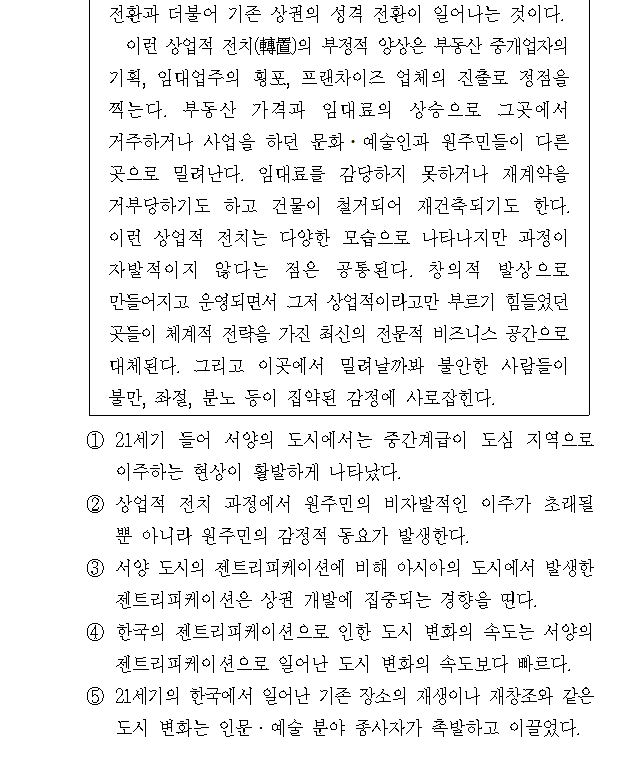 전환과 더불어 기존 상권의 성격 전환이 일어나는 것이다.
이런 상업적 전치(轉置)의 부정적 양상은 부동산 중개업자의
기획, 임대업주의 횡포, 프랜차이즈 업체의 진출로 정점을
찍는다. 부동산 가격과 임대료의 상승으로 그곳에서
거주하거나 사업을 하던 문화·예술인과 원주민들이 다른
곳으로 밀려난다. 임대료를 감당하지 못하거나 재계약을
거부당하기도 하고 건물이 철거되어 재건축되기도 한다.
이런 상업적 전치는 다양한 모습으로 나타나지만 과정이
자발적이지 않다는 점은 공통된다. 창의적 발상으로
만들어지고 운영되면서 그저 상업적이라고만 부르기 힘들었던
곳들이 체계적 전략을 가진 최신의 전문적 비즈니스 공간으로
대체된다. 그리고 이곳에서 밀려날까봐 불안한 사람들이
불만, 좌절, 분노 등이 집약된 감정에 사로잡힌다.
① 21세기 들어 서양의 도시에서는 중간계급이 도심 지역으로
이주하는 현상이 활발하게 나타났다.
② 상업적 전치 과정에서 원주민의 비자발적인 이주가 초래될
뿐 아니라 원주민의 감정적 동요가 발생한다.
③ 서양 도시의 젠트리피케이션에 비해 아시아의 도시에서 발생한
젠트리피케이션은 상권 개발에 집중되는 경향을 띤다.
④ 한국의 젠트리피케이션으로 인한 도시 변화의 속도는 서양의
젠트리피케이션으로 일어난 도시 변화의 속도보다 빠르다.
⑤ 21세기의 한국에서 일어난 기존 장소의 재생이나 재창조와 같은
도시 변화는 인문·예술 분야 종사자가 촉발하고 이끌었다.